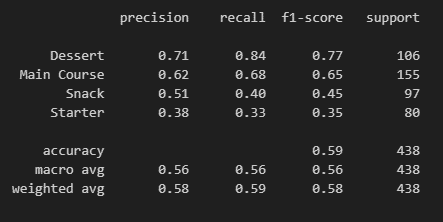 precision recall f1-score support
Dessert 0.71 0.84 0.77 106
Main Course 0.62 0.68 0.65 155
Snack 0.51 0.40 0.45 97
Starter 0.38 0.33 0.35 80
accuracy 0.59 438
macro avg 0.56 0.56 0.56 438
weighted avg 0.58 0.59 0.58 438